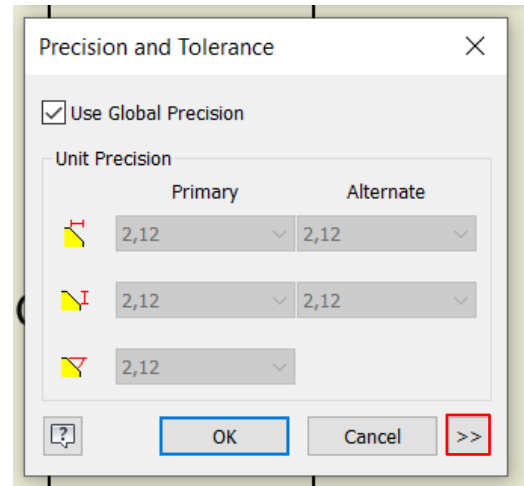 Precision and Tolerance
Use Global Precision
Unit Precision
Primary Alternate
2,12 2,12
2,12 2,12
2,12
? OK Cancel >>